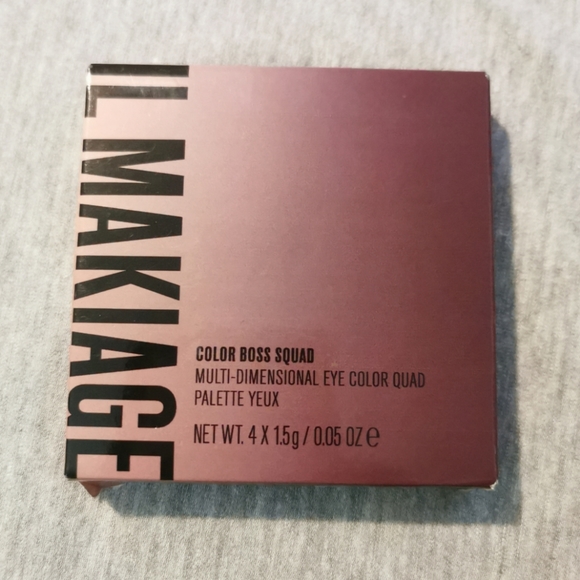 IL MAKIAGE
COLOR BOSS SQUAD
MULTI-DIMENSIONAL EYE COLOR QUAD
PALETTE YEUX
NET WT. 4 X 1.5g / 0.05 OZ ℮